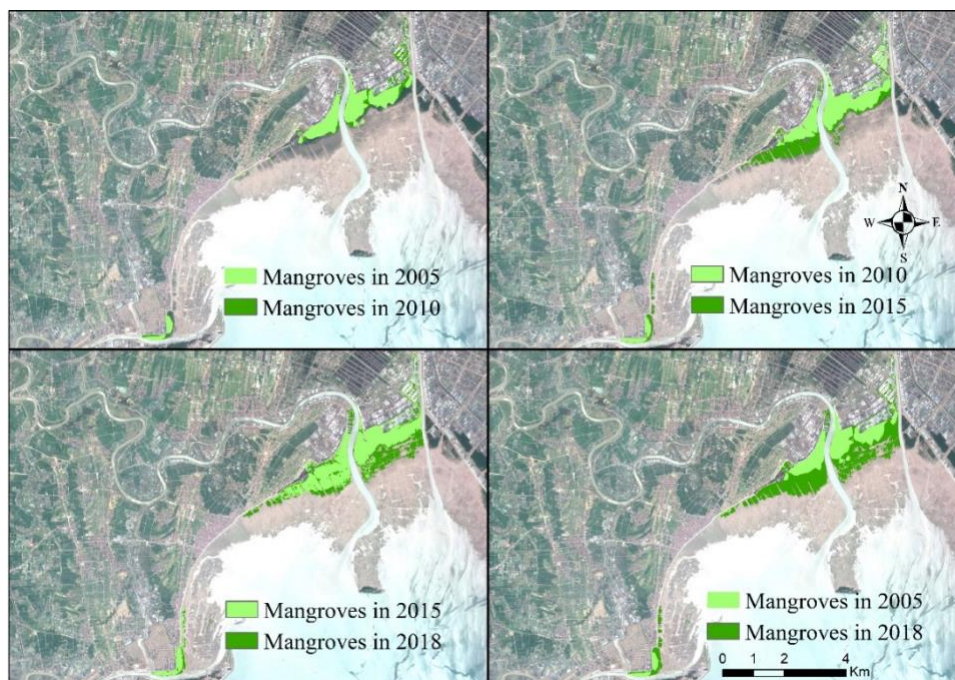 Mangroves in 2005
Mangroves in 2010
Mangroves in 2010
Mangroves in 2015
N
W E
S
Mangroves in 2015
Mangroves in 2018
Mangroves in 2005
Mangroves in 2018
0 1 2 4
Km